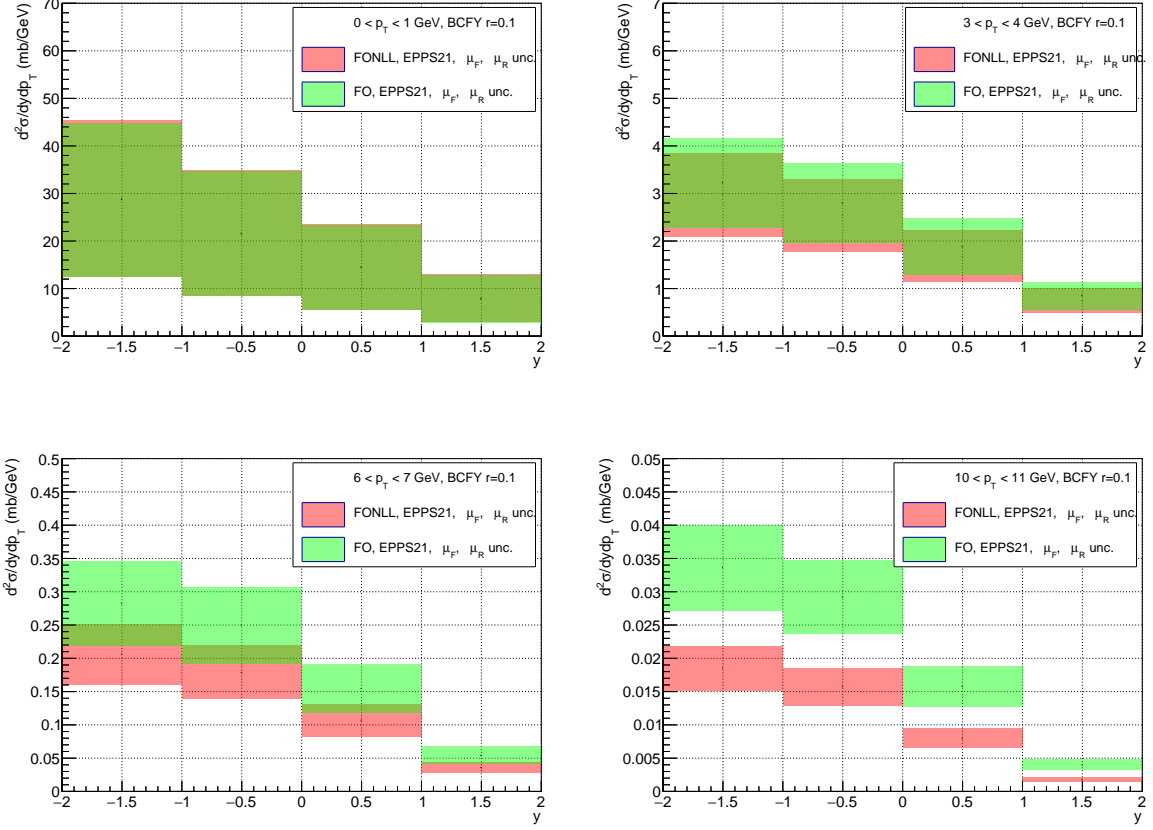 d²σ/dydp_T (mb/GeV)
70
60
50
40
30
20
10
0
0 < p_T < 1 GeV, BCFY r=0.1
FONLL, EPPS21, μ_F, μ_R unc.
FO, EPPS21, μ_F, μ_R unc.
−2 −1.5 −1 −0.5 0 0.5 1 1.5 2
y
d²σ/dydp_T (mb/GeV)
7
6
5
4
3
2
1
0
3 < p_T < 4 GeV, BCFY r=0.1
FONLL, EPPS21, μ_F, μ_R unc.
FO, EPPS21, μ_F, μ_R unc.
−2 −1.5 −1 −0.5 0 0.5 1 1.5 2
y
d²σ/dydp_T (mb/GeV)
0.5
0.45
0.4
0.35
0.3
0.25
0.2
0.15
0.1
0.05
0
6 < p_T < 7 GeV, BCFY r=0.1
FONLL, EPPS21, μ_F, μ_R unc.
FO, EPPS21, μ_F, μ_R unc.
−2 −1.5 −1 −0.5 0 0.5 1 1.5 2
y
d²σ/dydp_T (mb/GeV)
0.05
0.045
0.04
0.035
0.03
0.025
0.02
0.015
0.01
0.005
0
10 < p_T < 11 GeV, BCFY r=0.1
FONLL, EPPS21, μ_F, μ_R unc.
FO, EPPS21, μ_F, μ_R unc.
−2 −1.5 −1 −0.5 0 0.5 1 1.5 2
y